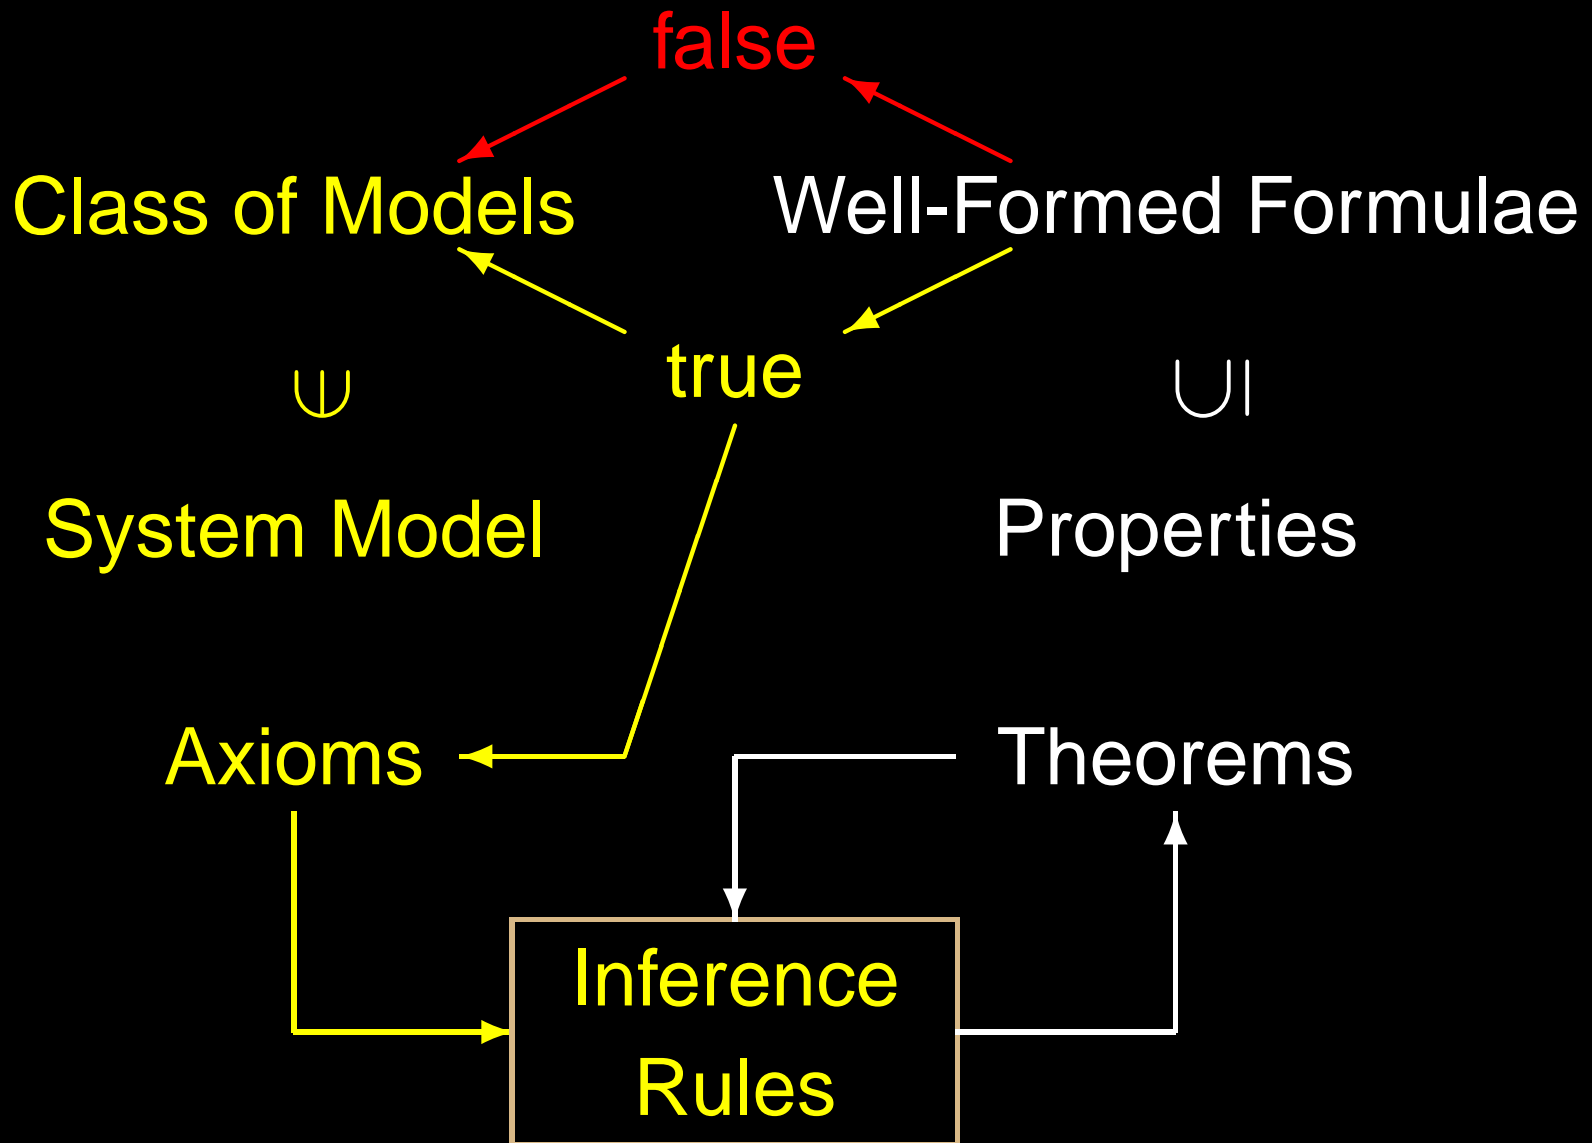 false
Class of Models
Well-Formed Formulae
true
System Model
Properties
Axioms
Theorems
Inference
Rules